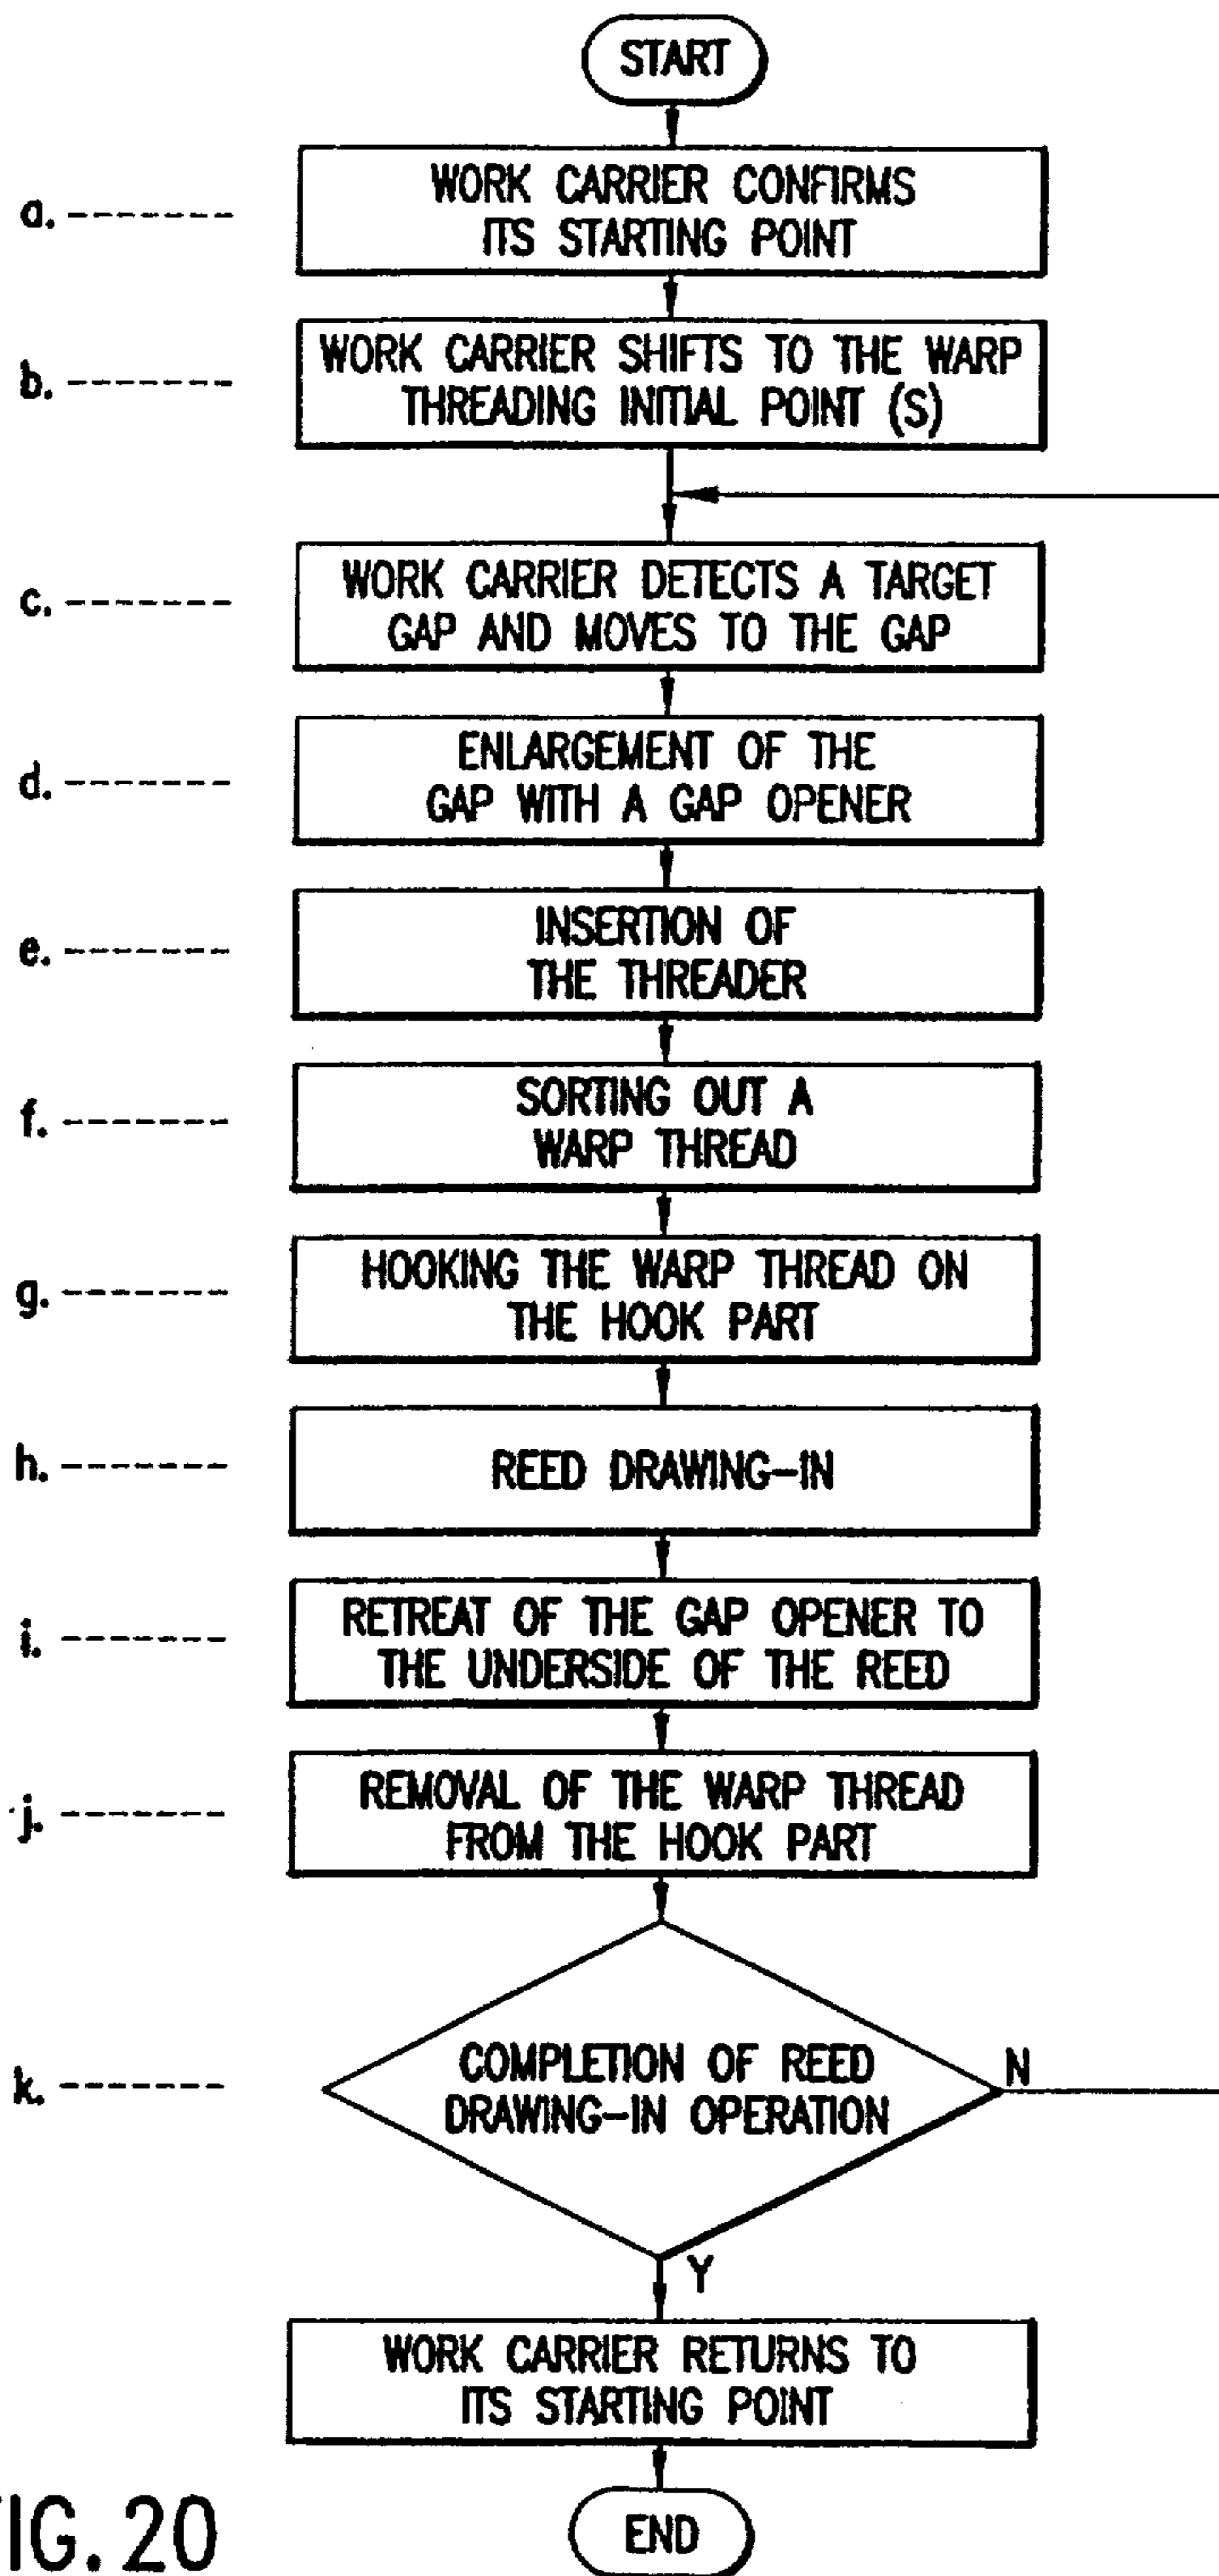 START
a. -------
WORK CARRIER CONFIRMS
ITS STARTING POINT
b. -------
WORK CARRIER SHIFTS TO THE WARP
THREADING INITIAL POINT (S)
c. -------
WORK CARRIER DETECTS A TARGET
GAP AND MOVES TO THE GAP
d. -------
ENLARGEMENT OF THE
GAP WITH A GAP OPENER
e. -------
INSERTION OF
THE THREADER
f. -------
SORTING OUT A
WARP THREAD
g. -------
HOOKING THE WARP THREAD ON
THE HOOK PART
h. -------
REED DRAWING-IN
i. -------
RETREAT OF THE GAP OPENER TO
THE UNDERSIDE OF THE REED
j. -------
REMOVAL OF THE WARP THREAD
FROM THE HOOK PART
k. -------
COMPLETION OF REED
DRAWING-IN OPERATION
N
Y
WORK CARRIER RETURNS TO
ITS STARTING POINT
END
FIG. 20